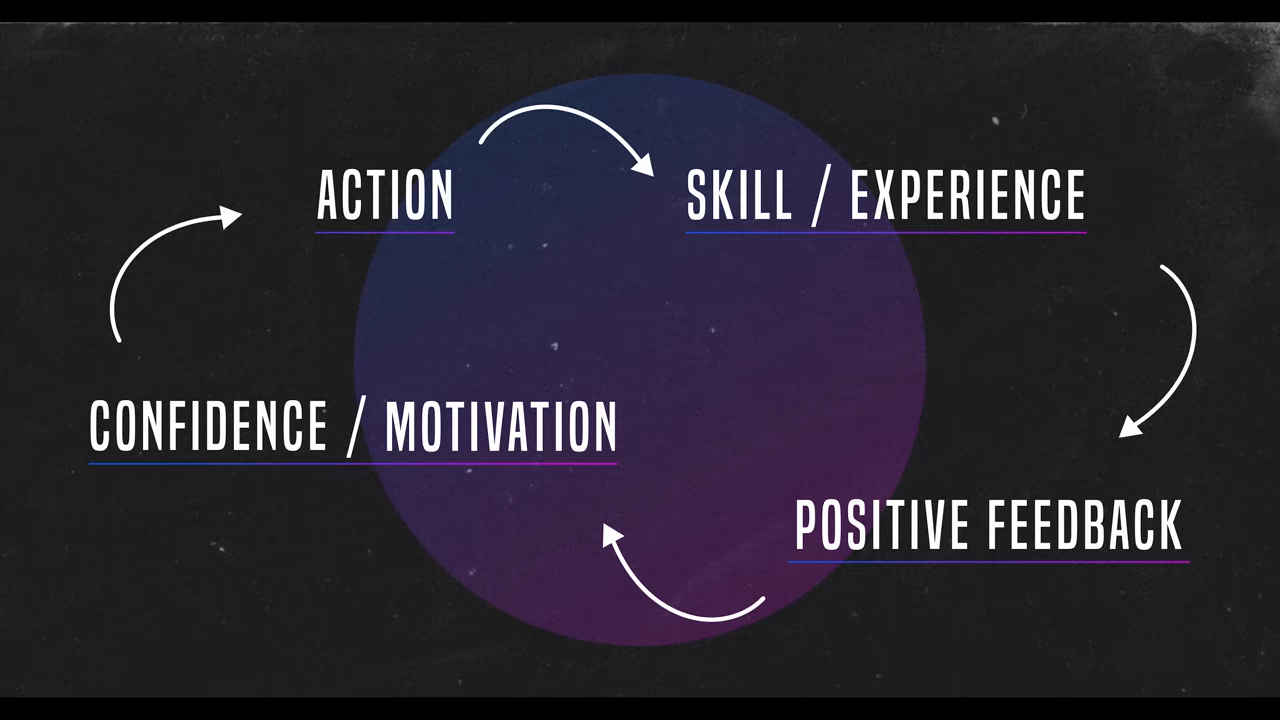 ACTION
SKILL / EXPERIENCE
CONFIDENCE / MOTIVATION
POSITIVE FEEDBACK